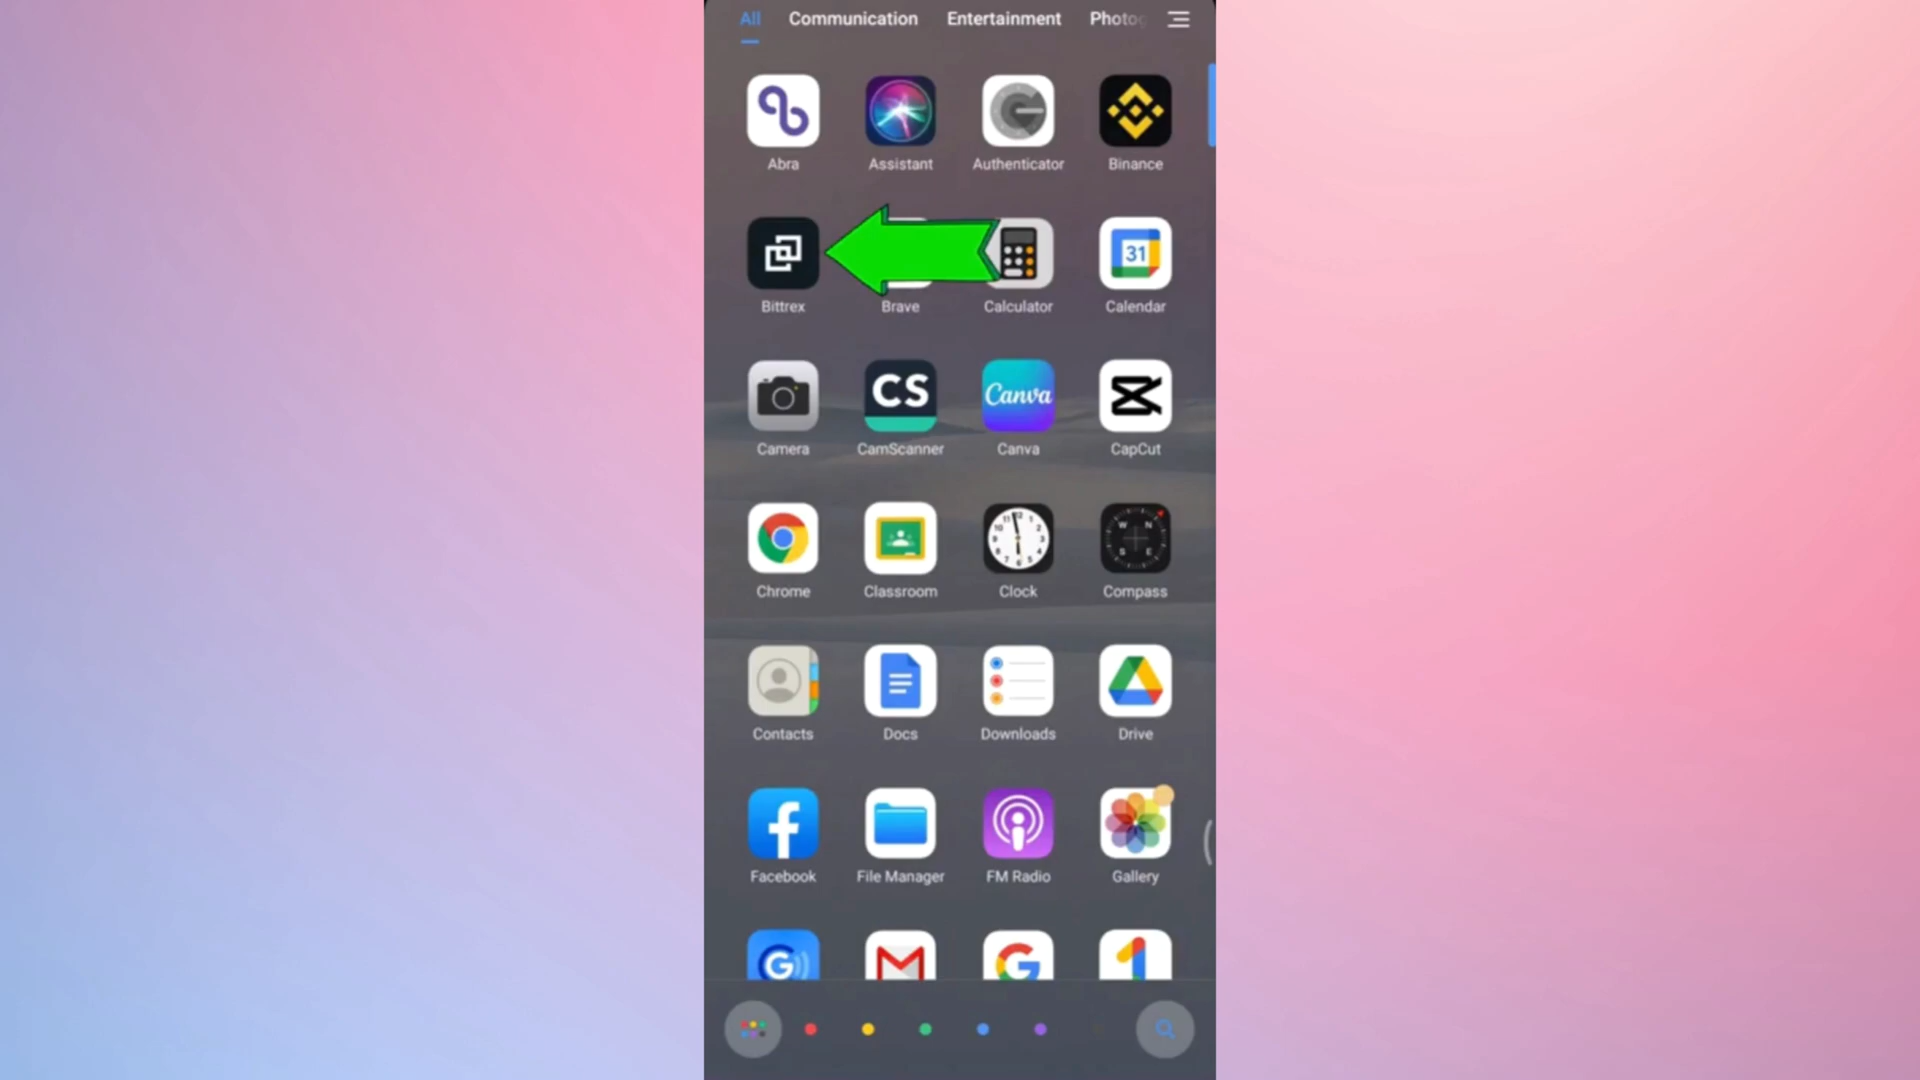 All Communication Entertainment Photog
Abra Assistant Authenticator Binance
31
Bittrex Brave Calculator Calendar
CS Canva
Camera CamScanner Canva CapCut
Chrome Classroom Clock Compass
Contacts Docs Downloads Drive
Facebook File Manager FM Radio Gallery